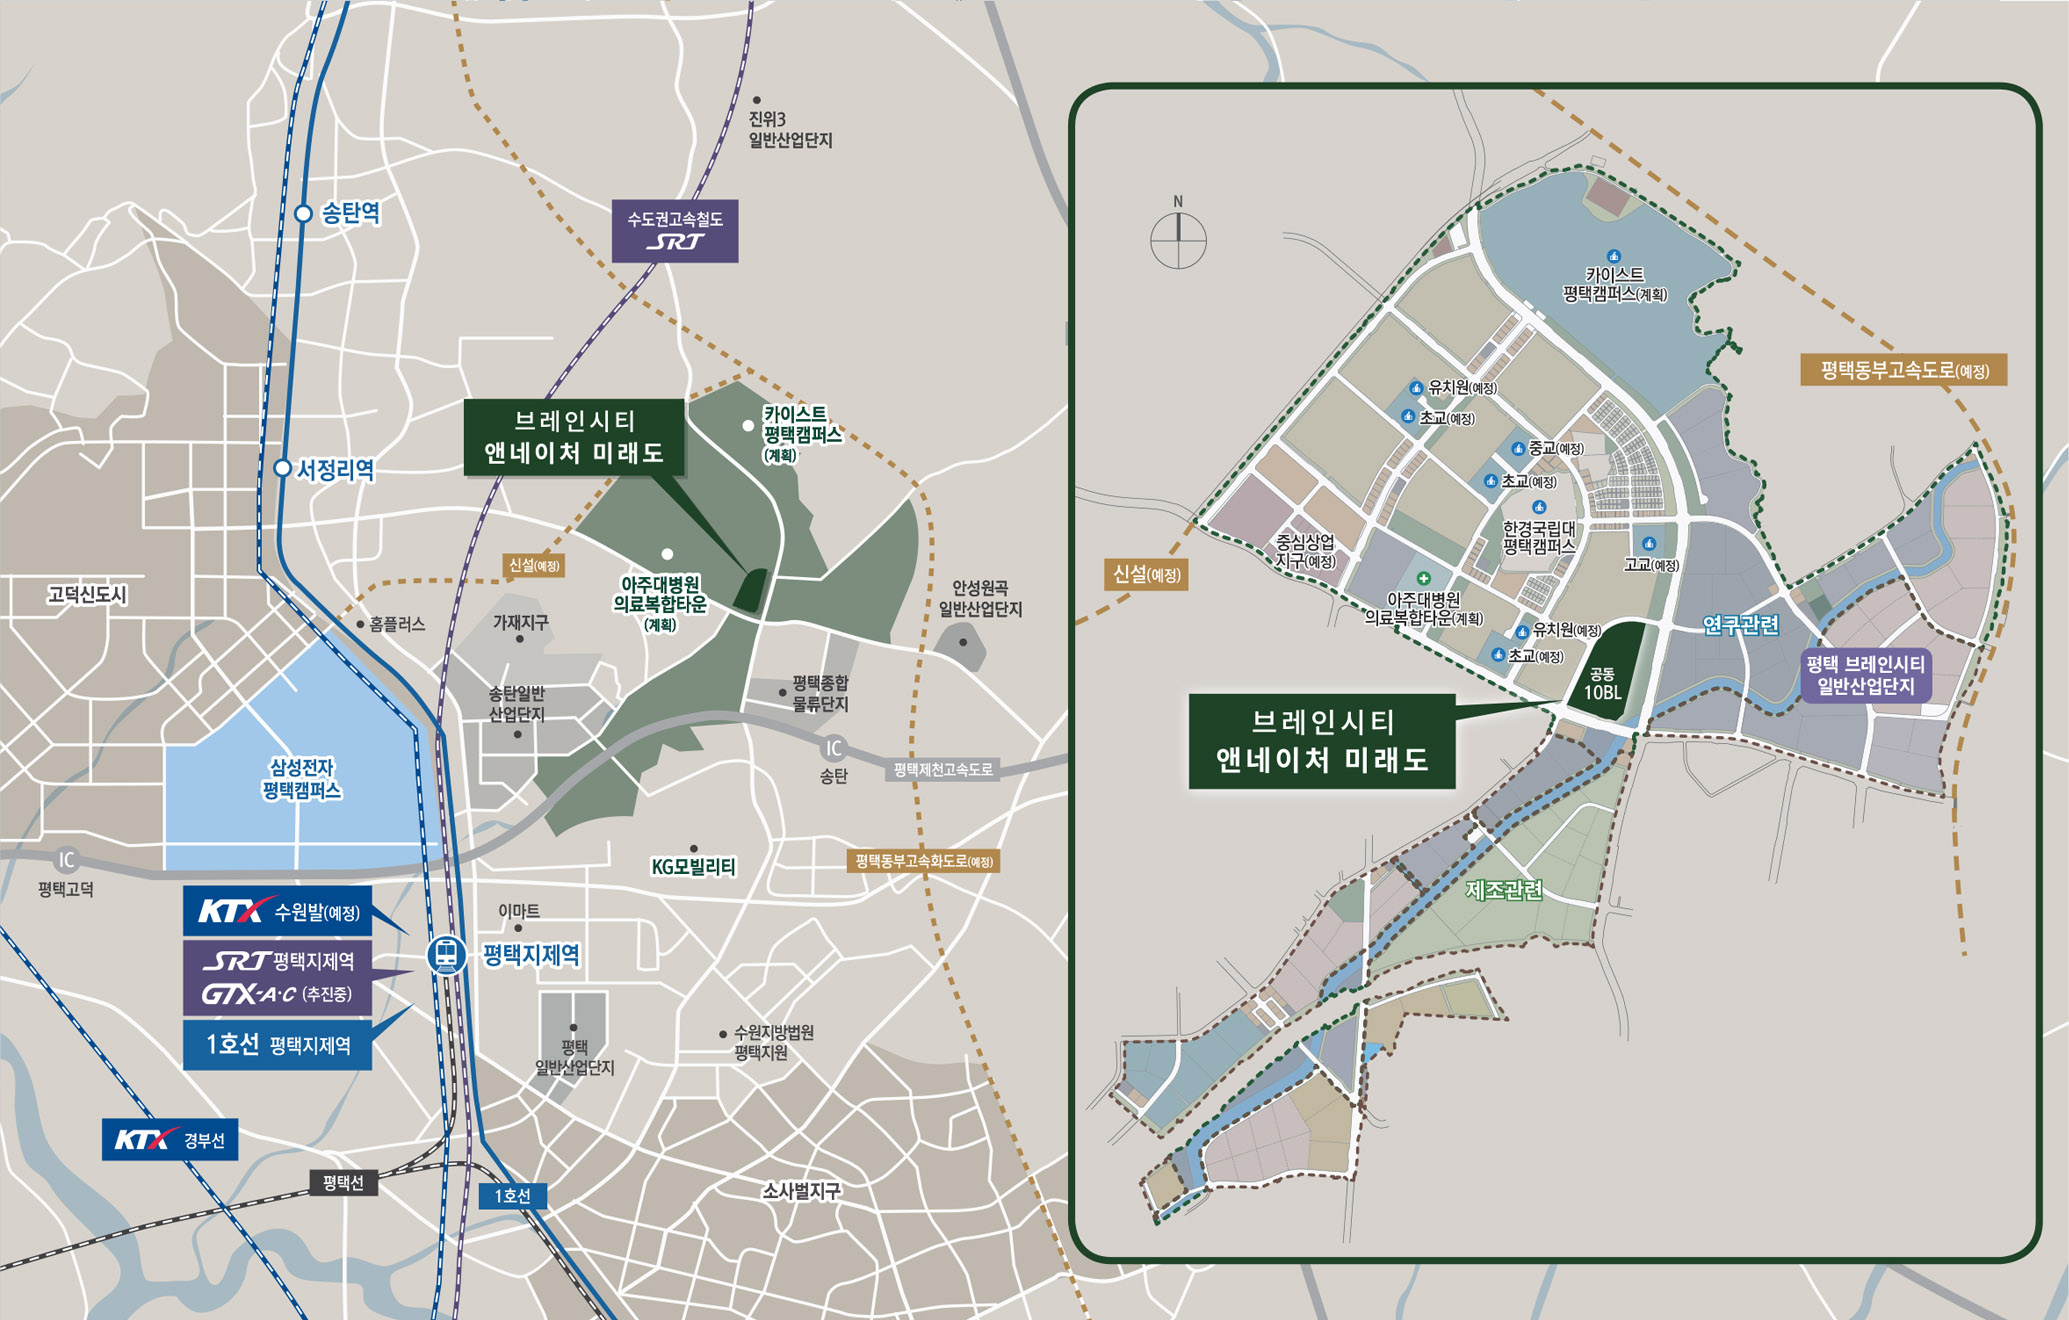 진위3
일반산업단지
송탄역
수도권고속철도
SRT
브레인시티
앤네이처 미래도
카이스트
평택캠퍼스
(계획)
서정리역
신설(예정)
고덕신도시
홈플러스
가재지구
아주대병원
의료복합타운
(계획)
안성원곡
일반산업단지
송탄일반
산업단지
평택종합
물류단지
삼성전자
평택캠퍼스
IC
송탄
평택제천고속도로
IC
평택고덕
KG모빌리티
평택동부고속화도로(예정)
KTX 수원발(예정)
SRT 평택지제역
GTX-A·C (추진중)
1호선 평택지제역
이마트
평택지제역
평택
일반산업단지
수원지방법원
평택지원
KTX 경부선
평택선
1호선
소사벌지구
N
카이스트
평택캠퍼스(계획)
평택동부고속도로(예정)
유치원(예정)
초교(예정)
중교(예정)
초교(예정)
한경국립대
평택캠퍼스
중심상업
지구(예정)
고교(예정)
신설(예정)
아주대병원
의료복합타운(계획)
유치원(예정)
초교(예정)
연구관련
공동
10BL
평택 브레인시티
일반산업단지
브레인시티
앤네이처 미래도
제조관련